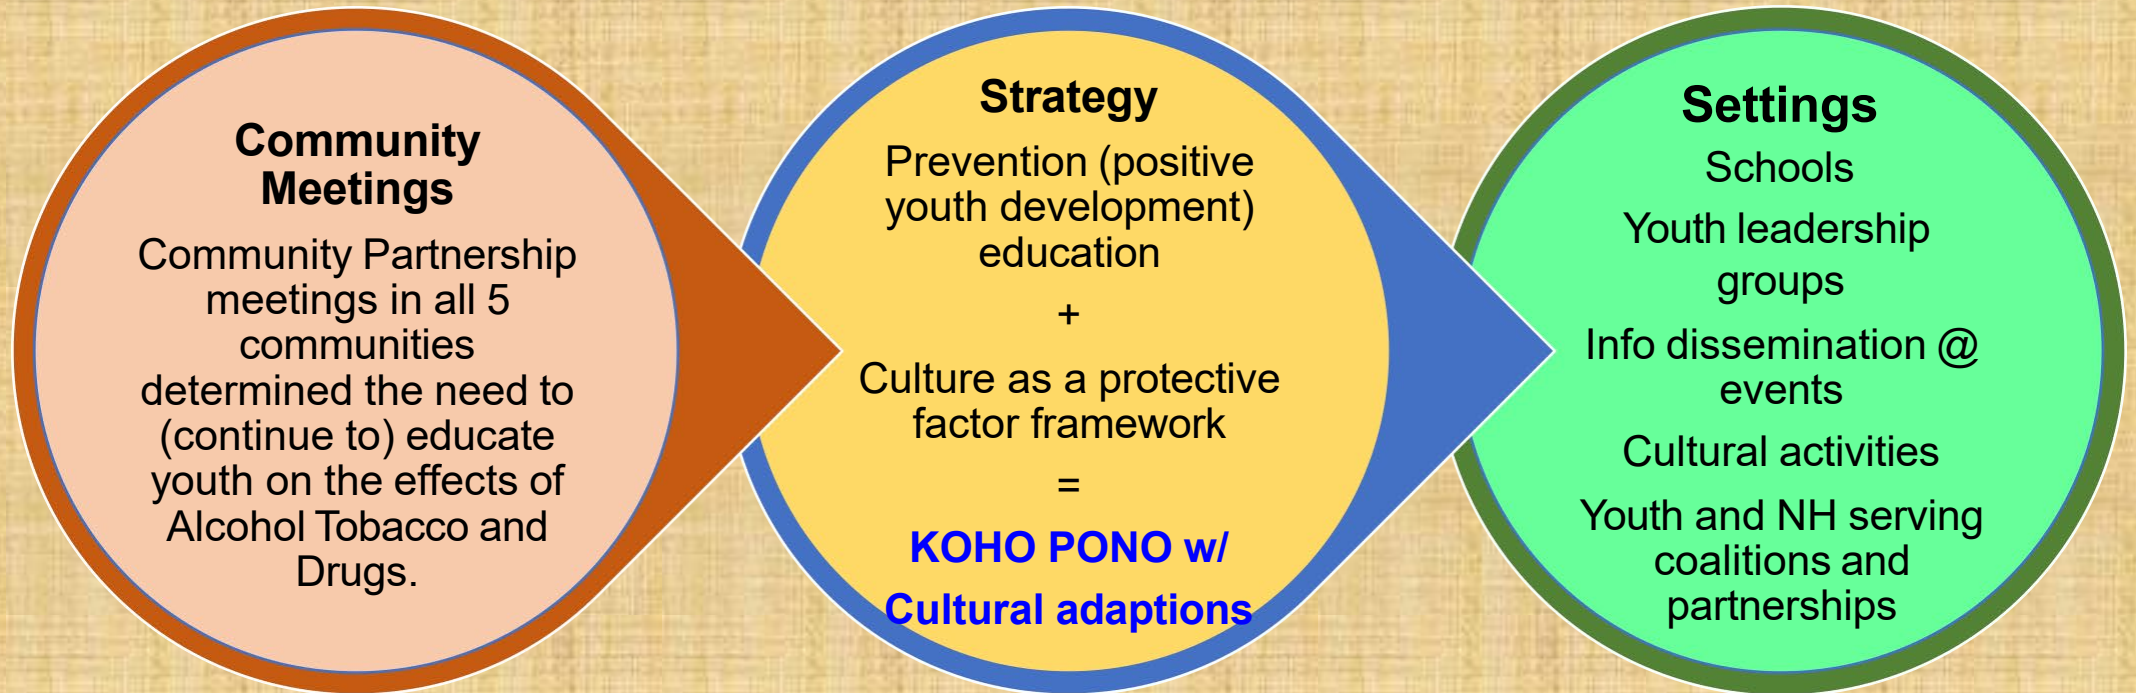 Community
Meetings
Community Partnership
meetings in all 5
communities
determined the need to
(continue to) educate
youth on the effects of
Alcohol Tobacco and
Drugs.
Strategy
Prevention (positive
youth development)
education
+
Culture as a protective
factor framework
=
KOHO PONO w/
Cultural adaptions
Settings
Schools
Youth leadership
groups
Info dissemination @
events
Cultural activities
Youth and NH serving
coalitions and
partnerships